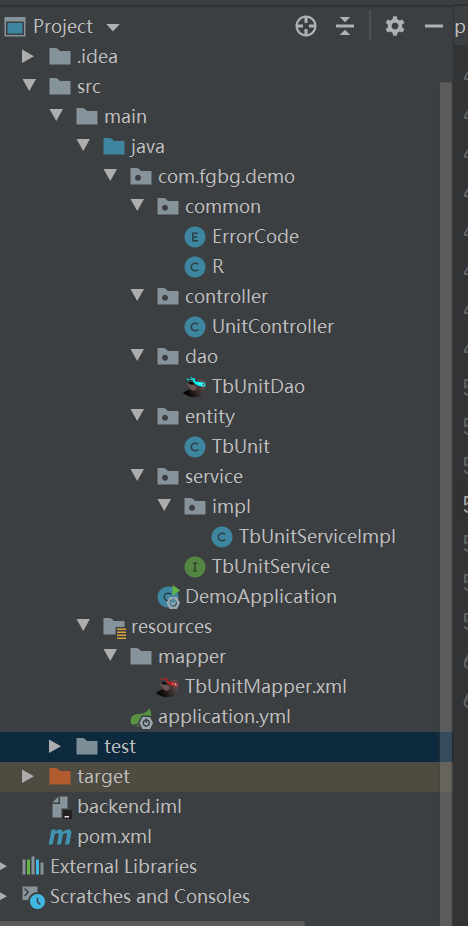 Project
.idea
src
main
java
com.fgbg.demo
common
E ErrorCode
C R
controller
C UnitController
dao
TbUnitDao
entity
C TbUnit
service
impl
C TbUnitServiceImpl
I TbUnitService
DemoApplication
resources
mapper
TbUnitMapper.xml
application.yml
test
target
backend.iml
m pom.xml
External Libraries
Scratches and Consoles